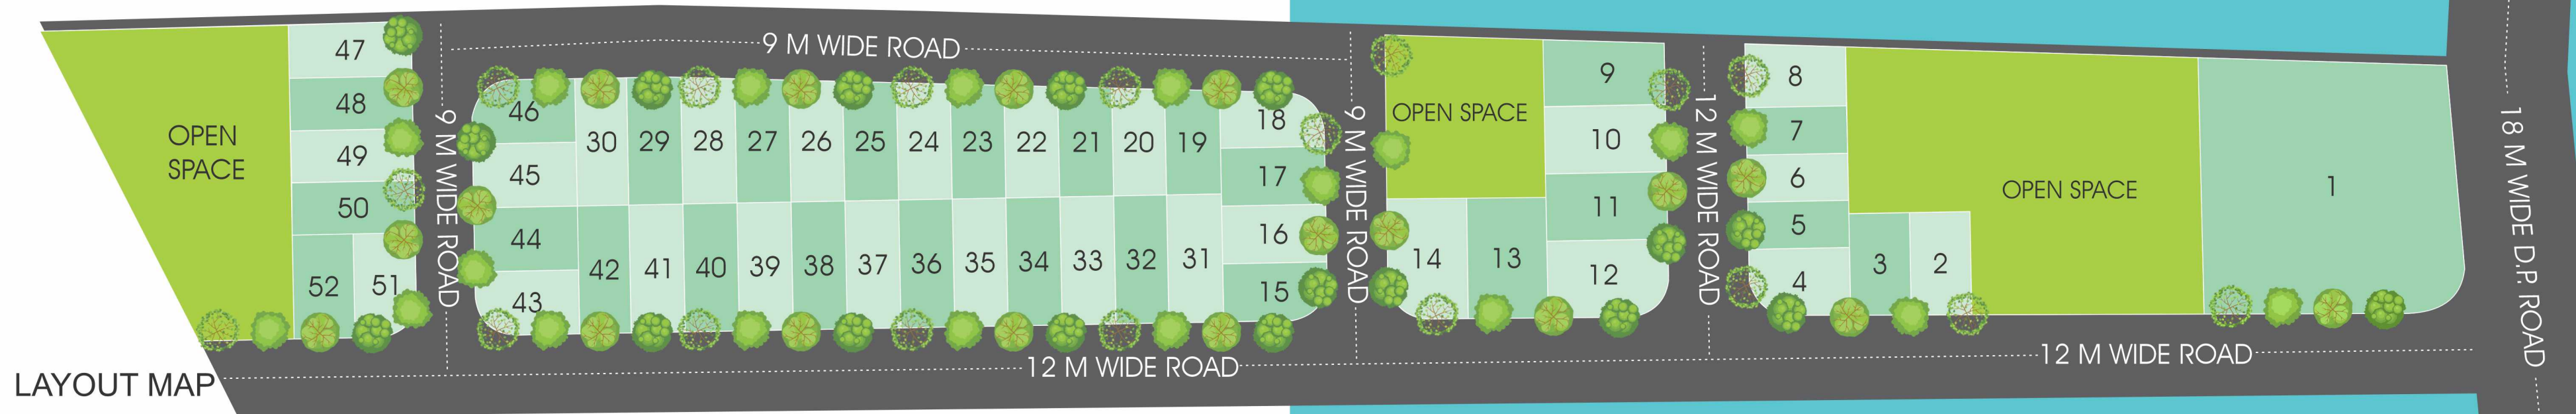 47
48
49
50
51
52
OPEN
SPACE
9 M WIDE ROAD
9 M WIDE ROAD
46
45
44
43
30 29 28 27 26 25 24 23 22 21 20 19
18
17
16
15
42 41 40 39 38 37 36 35 34 33 32 31
9 M WIDE ROAD
OPEN SPACE
9
10
11
12
14 13
12 M WIDE ROAD
8
7
6
5
4
3 2
OPEN SPACE
1
18 M WIDE D.P. ROAD
12 M WIDE ROAD
12 M WIDE ROAD
LAYOUT MAP